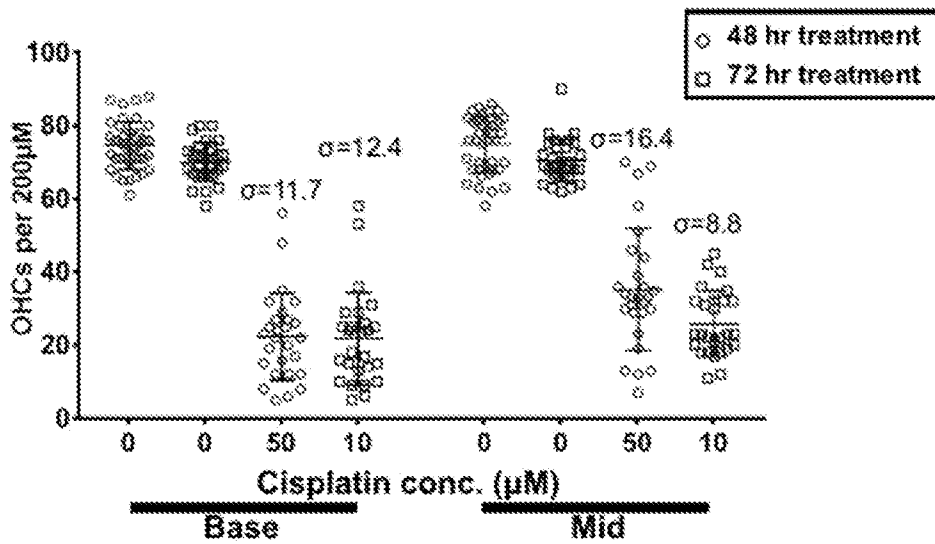 48 hr treatment
72 hr treatment
OHCs per 200μM
100
80
60
40
20
0
σ=11.7
σ=12.4
σ=16.4
σ=8.8
0 0 50 10 0 0 50 10
Cisplatin conc. (μM)
Base Mid